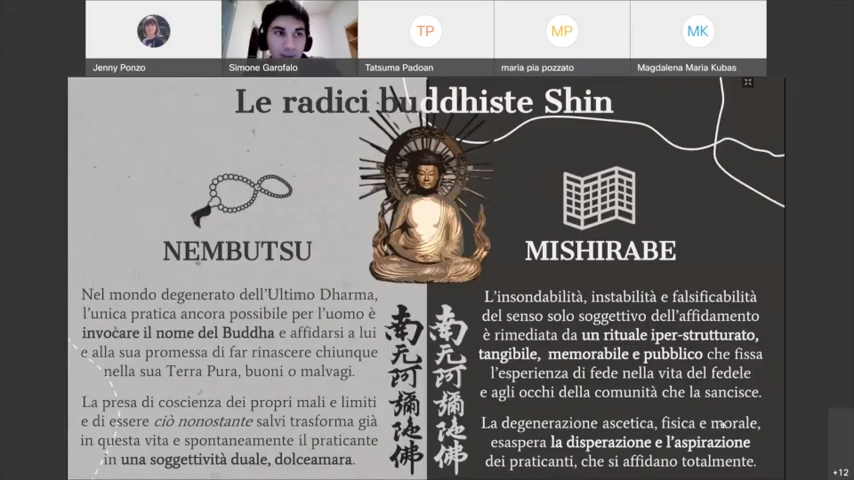 TP
MP
MK
Jenny Ponzo
Simone Garofalo
Tatsuma Padoan
maria pia pozzato
Magdalena Maria Kubas
Le radici buddhiste Shin
NEMBUTSU
Nel mondo degenerato dell'Ultimo Dharma,
l'unica pratica ancora possibile per l'uomo è
invocare il nome del Buddha e affidarsi a lui
e alla sua promessa di far rinascere chiunque
nella sua Terra Pura, buoni o malvagi.
La presa di coscienza dei propri mali e limiti
e di essere ciò nonostante salvi trasforma già
in questa vita e spontaneamente il praticante
in una soggettività duale, dolceamara.
南无阿彌陀佛
南无阿彌陀佛
MISHIRABE
L'insondabilità, instabilità e falsificabilità
del senso solo soggettivo dell'affidamento
è rimediata da un rituale iper-strutturato,
tangibile, memorabile e pubblico che fissa
l'esperienza di fede nella vita del fedele
e agli occhi della comunità che la sancisce.
La degenerazione ascetica, fisica e morale,
esaspera la disperazione e l'aspirazione
dei praticanti, che si affidano totalmente.
+12